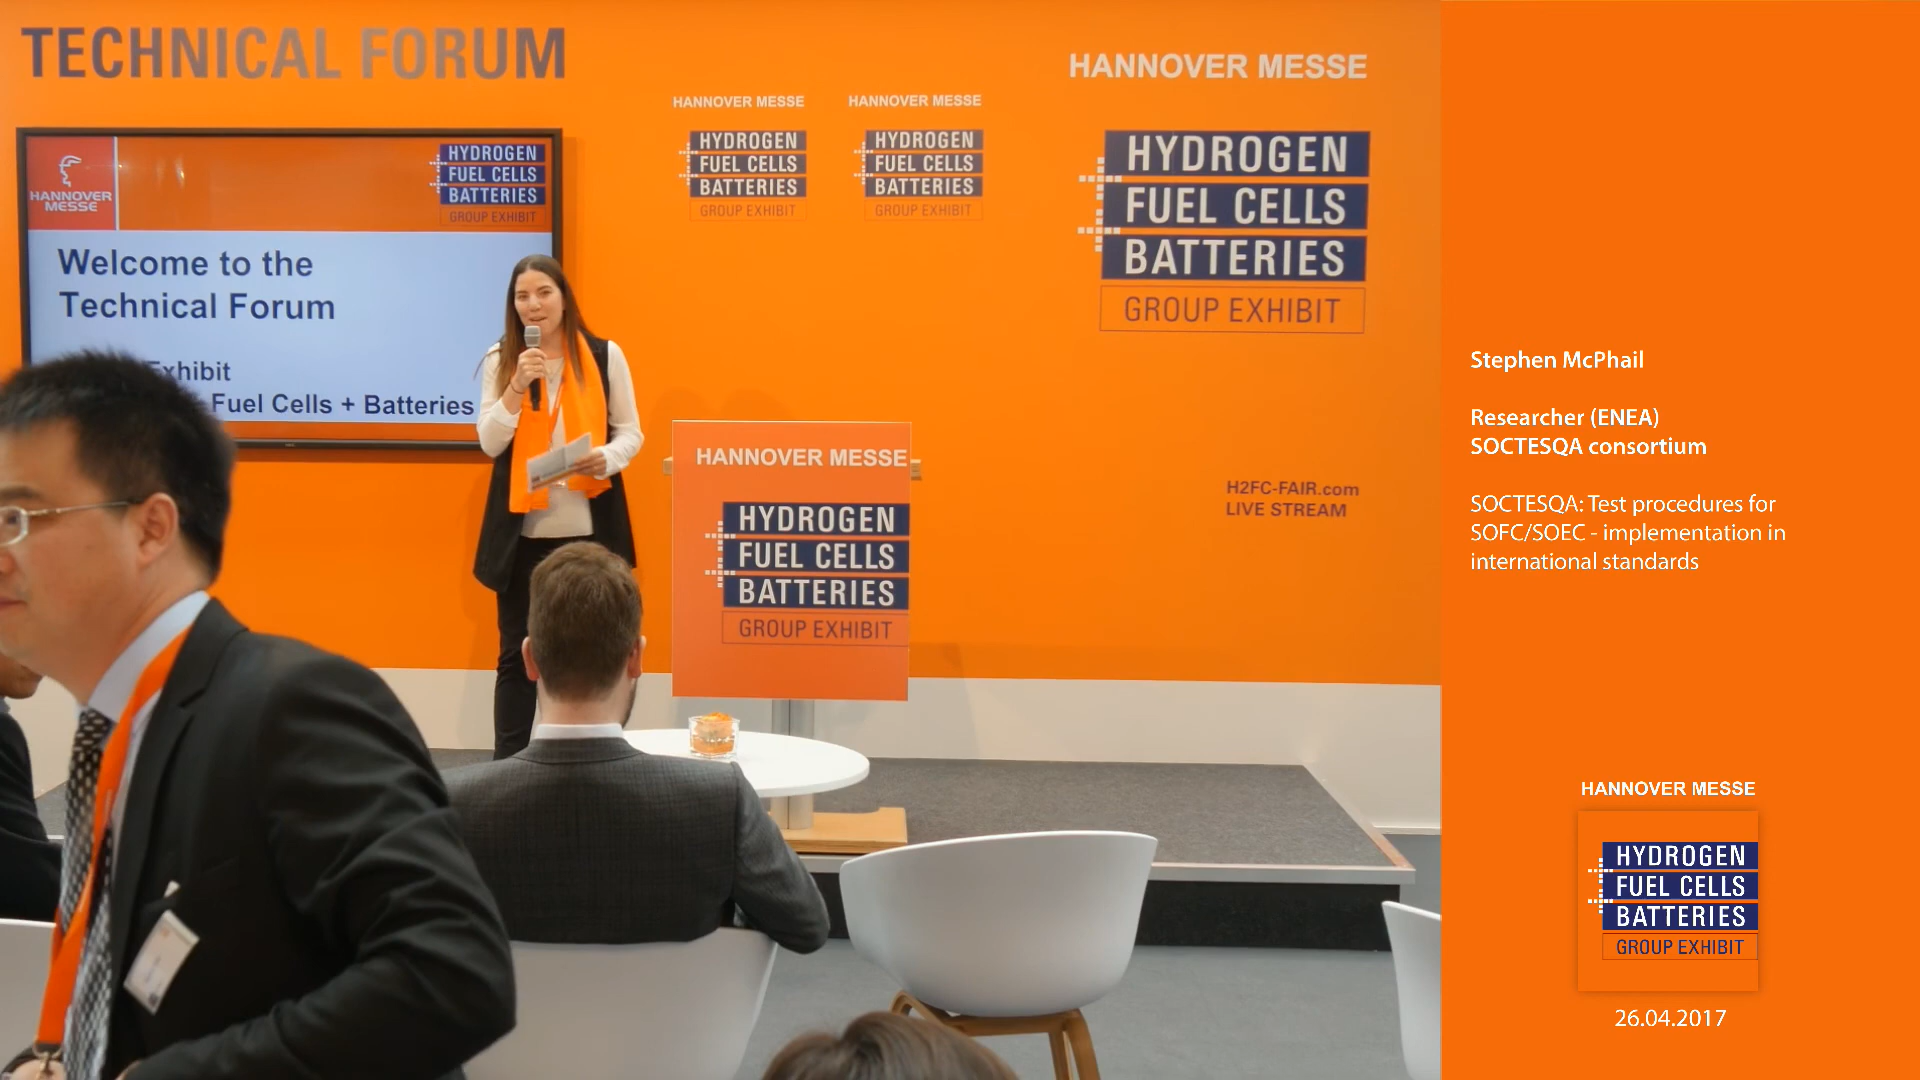 TECHNICAL FORUM
HANNOVER MESSE
HYDROGEN
FUEL CELLS
BATTERIES
GROUP EXHIBIT
Welcome to the
Technical Forum
Exhibit
Fuel Cells + Batteries
HANNOVER MESSE
HYDROGEN
FUEL CELLS
BATTERIES
GROUP EXHIBIT
HANNOVER MESSE
HYDROGEN
FUEL CELLS
BATTERIES
GROUP EXHIBIT
HANNOVER MESSE
HYDROGEN
FUEL CELLS
BATTERIES
GROUP EXHIBIT
HANNOVER MESSE
HYDROGEN
FUEL CELLS
BATTERIES
GROUP EXHIBIT
H2FC-FAIR.com
LIVE STREAM
Stephen McPhail
Researcher (ENEA)
SOCTESQA consortium
SOCTESQA: Test procedures for
SOFC/SOEC - implementation in
international standards
HANNOVER MESSE
HYDROGEN
FUEL CELLS
BATTERIES
GROUP EXHIBIT
26.04.2017